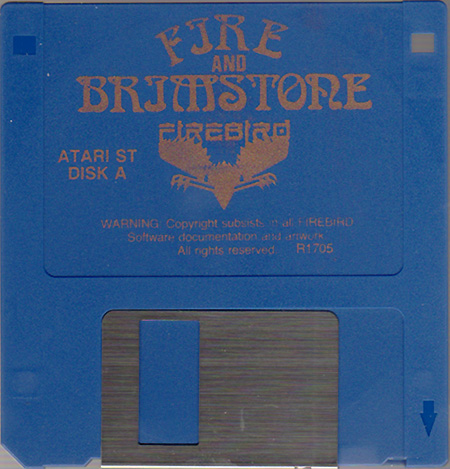 FIRE
AND
BRIMSTONE
FIREBIRD
ATARI ST
DISK A
WARNING: Copyright subsists in all FIREBIRD
Software documentation and artwork.
All rights reserved. R1705